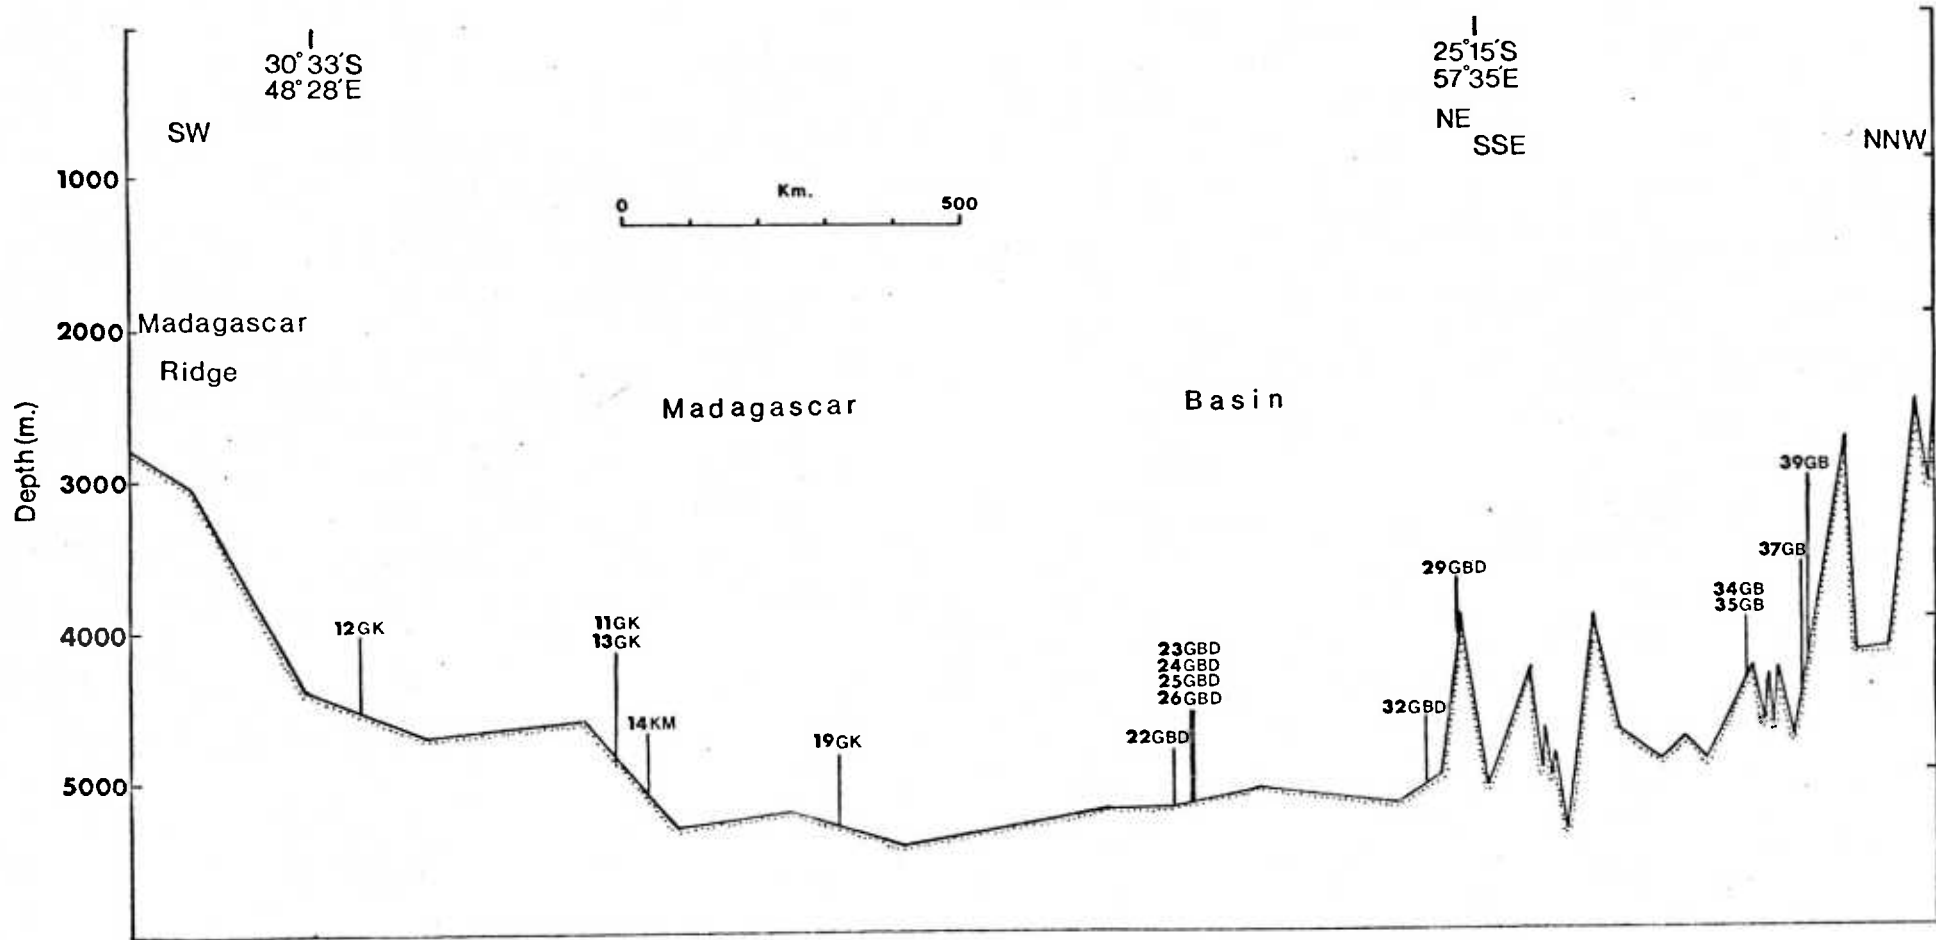 30°33'S
48°28'E
25°15'S
57°35'E
SW
NE
SSE
NNW
Km.
0 500
Depth (m.)
1000
2000
3000
4000
5000
Madagascar
Ridge
Madagascar Basin
12GK
11GK
13GK
14KM
19GK
23GBD
24GBD
25GBD
26GBD
22GBD
32GBD
29GBD
34GB
35GB
37GB
39GB